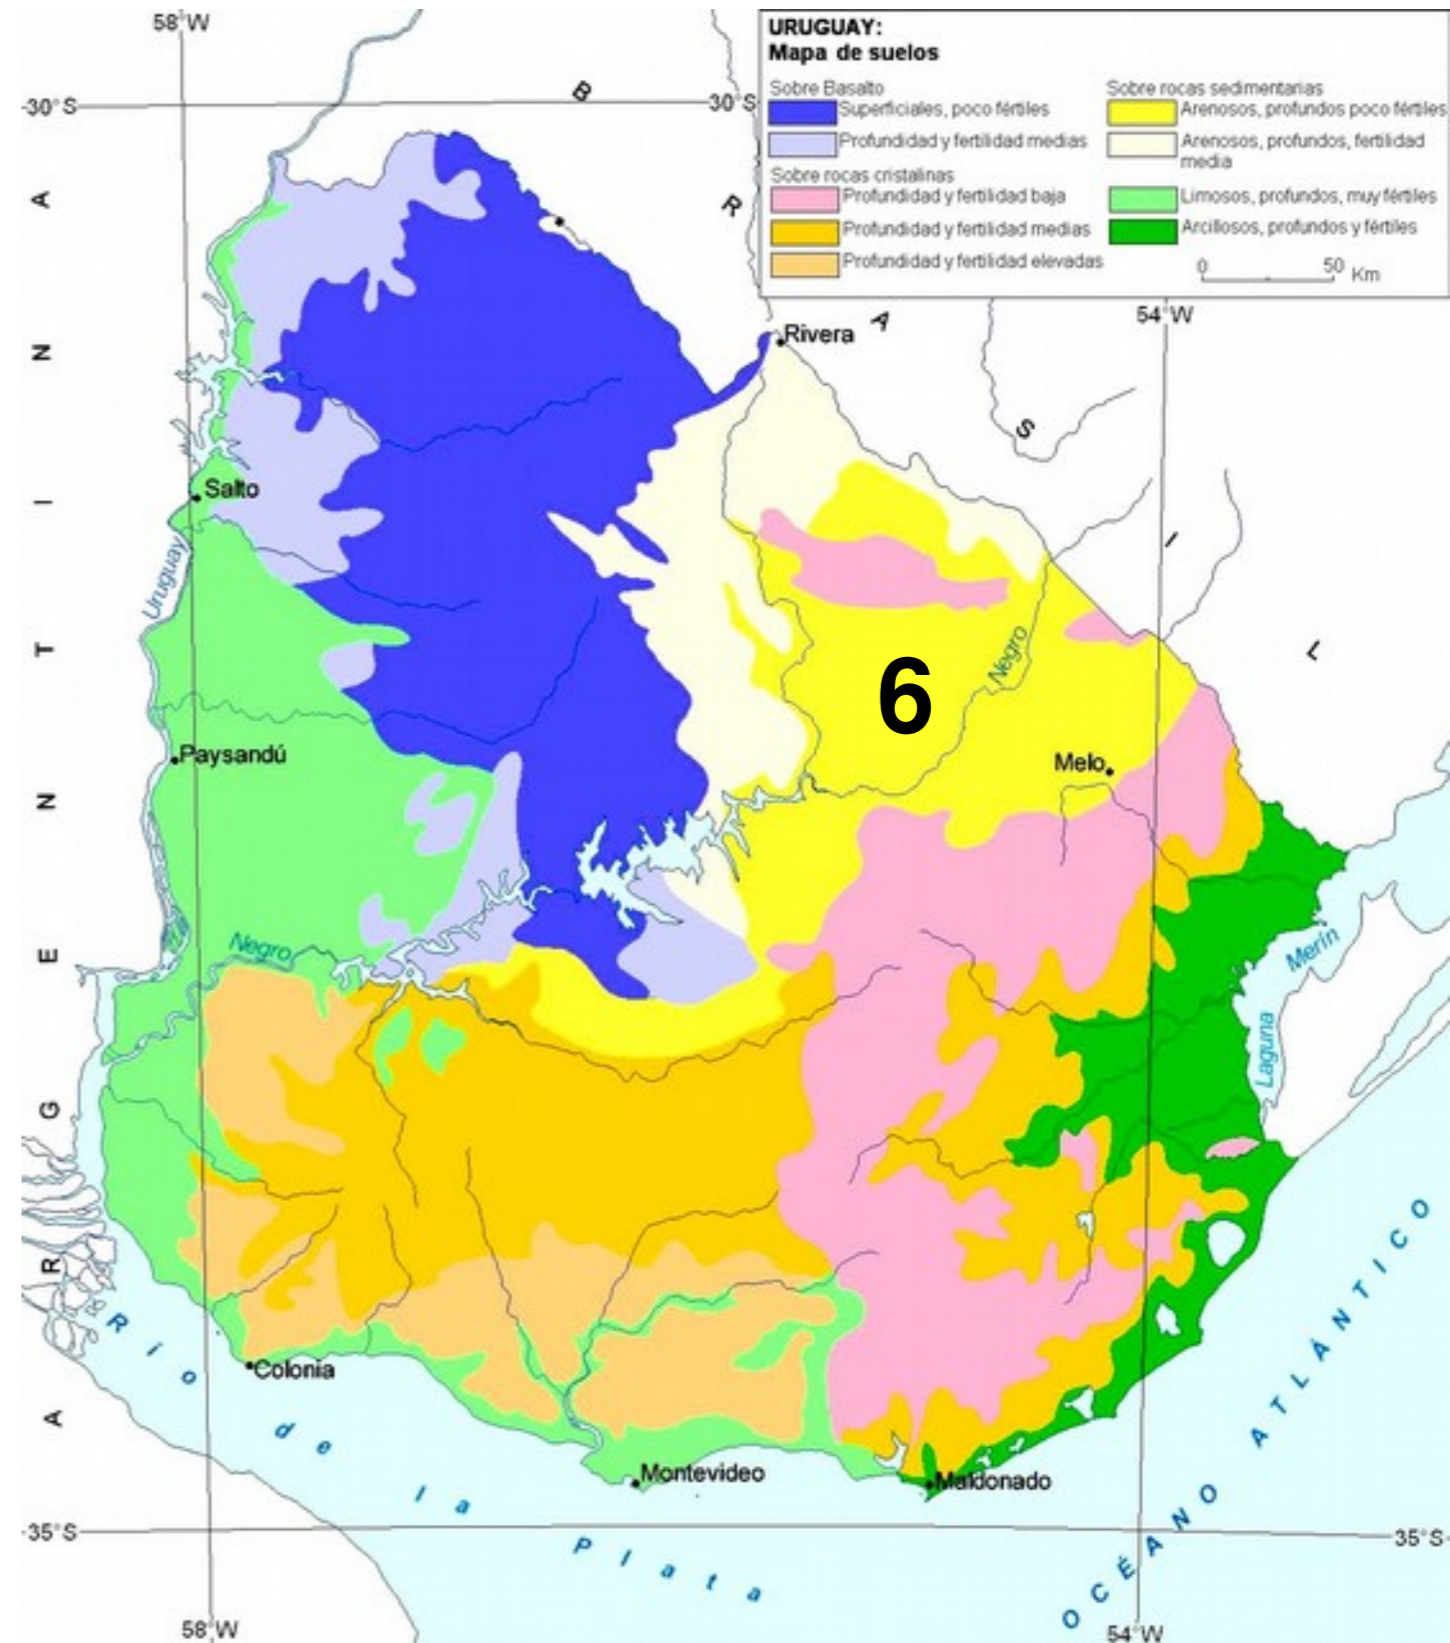 58°W
URUGUAY:
Mapa de suelos
Sobre Basalto
Superficiales, poco fértiles
Profundidad y fertilidad medias
Sobre rocas cristalinas
Profundidad y fertilidad baja
Profundidad y fertilidad medias
Profundidad y fertilidad elevadas
Sobre rocas sedimentarias
Arenosos, profundos poco fértiles
Arenosos, profundos, fertilidad
media
Limosos, profundos, muy fértiles
Arcillosos, profundos y fértiles
0 50 Km
30°S
30°S
54°W
BRASIL
ARGENTINA
Rivera
Salto
Uruguay
Negro
6
Paysandú
Melo
Negro
Merín
Laguna
Colonia
Montevideo
Maldonado
Río de la Plata
OCÉANO ATLÀNTICO
35°S
35°S
58°W
54°W